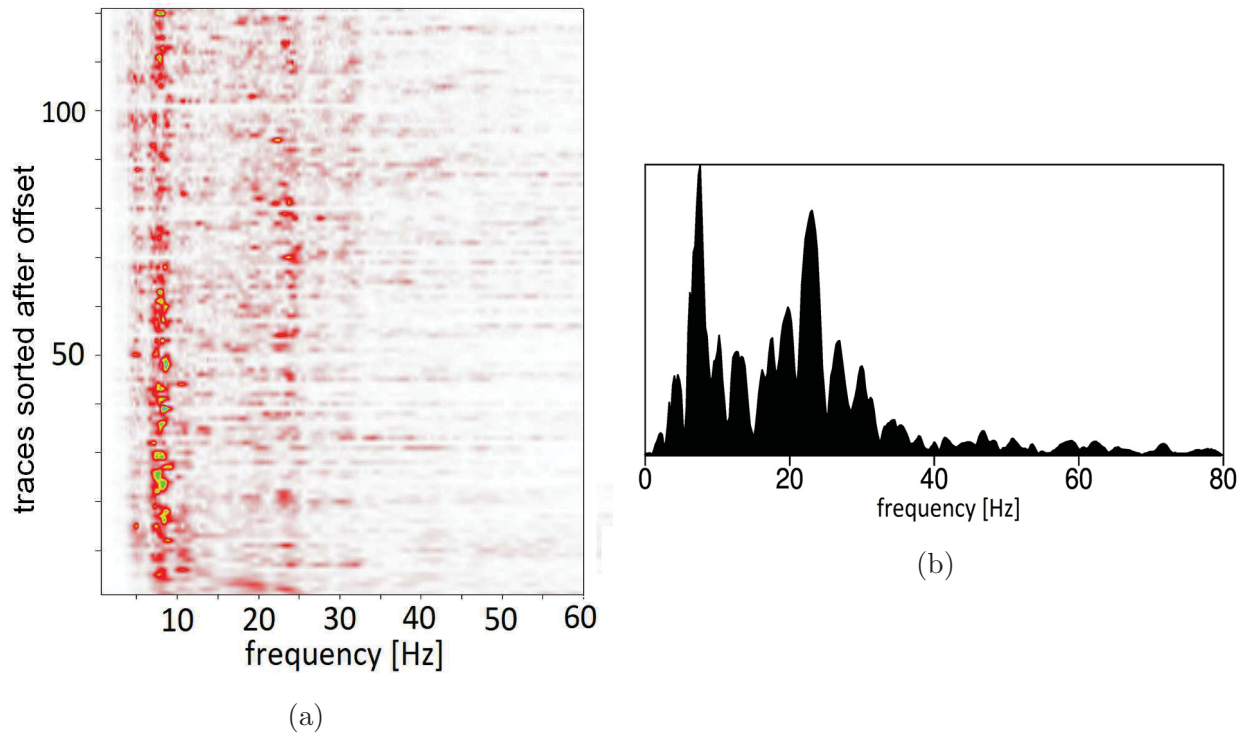 traces sorted after offset
100
50
10 20 30 40 50 60
frequency [Hz]
(a)
0 20 40 60 80
frequency [Hz]
(b)